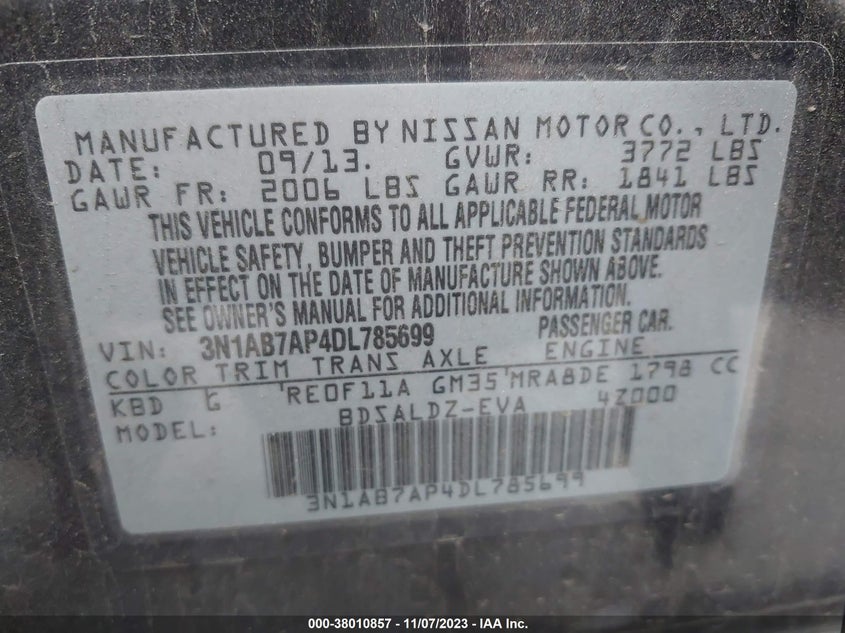 MANUFACTURED BY NISSAN MOTOR CO., LTD.
DATE: 09/13. GVWR: 3772 LBS
GAWR FR: 2006 LBS GAWR RR: 1841 LBS
THIS VEHICLE CONFORMS TO ALL APPLICABLE FEDERAL MOTOR
VEHICLE SAFETY, BUMPER AND THEFT PREVENTION STANDARDS
IN EFFECT ON THE DATE OF MANUFACTURE SHOWN ABOVE.
SEE OWNER'S MANUAL FOR ADDITIONAL INFORMATION.
VIN: 3N1AB7AP4DL785699 PASSENGER CAR.
COLOR TRIM TRANS AXLE ENGINE
KBD G RE0F11A GM35 MRA8DE 1798 CC
MODEL: BDSALDZ-EVA 4Z000
3N1AB7AP4DL785699
000-38010857 - 11/07/2023 - IAA Inc.